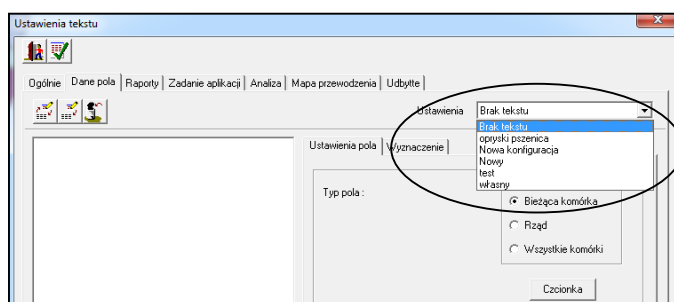 Ustawienia tekstu
Ogólnie Dane pola Raporty Zadanie aplikacji Analiza Mapa przewodzenia Udbytte
Ustawienia Brak tekstu
Brak tekstu
opryski pszenica
Nowa konfiguracja
Nowy
test
własny
Ustawienia pola Wyznaczenie
Typ pola :
Bieżąca komórka
Rząd
Wszystkie komórki
Czcionka